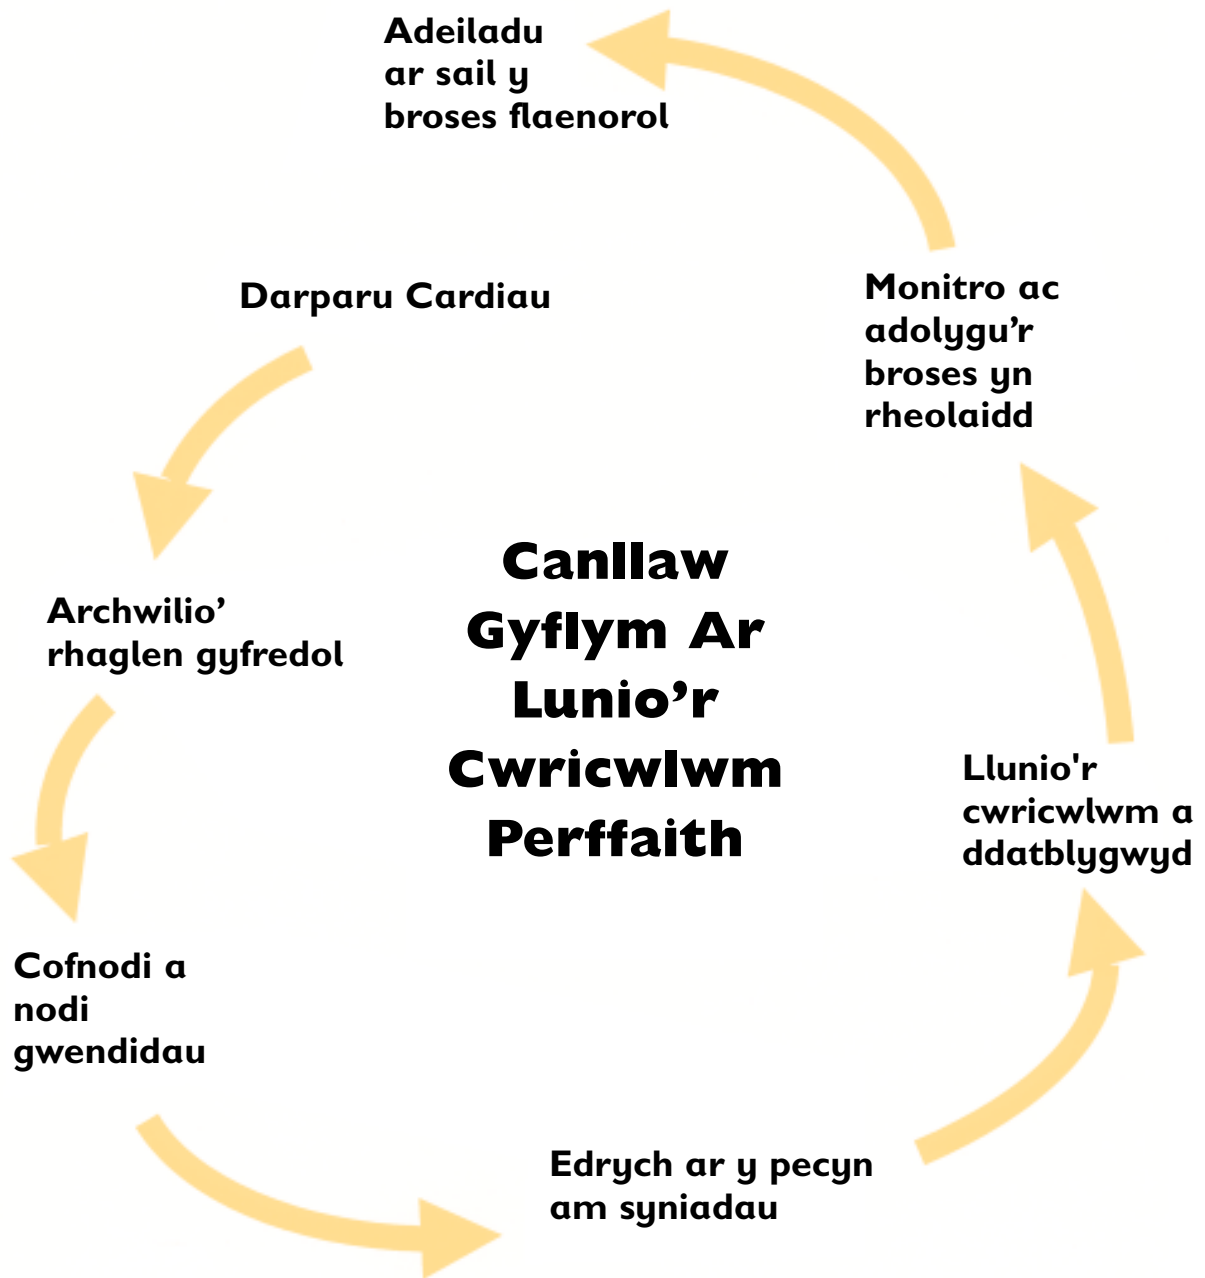 Adeiladu
ar sail y
broses flaenorol
Darparu Cardiau
Monitro ac
adolygu’r
broses yn
rheolaidd
Canllaw
Gyflym Ar
Lunio’r
Cwricwlwm
Perffaith
Archwilio’
rhaglen gyfredol
Llunio'r
cwricwlwm a
ddatblygwyd
Cofnodi a
nodi
gwendidau
Edrych ar y pecyn
am syniadau